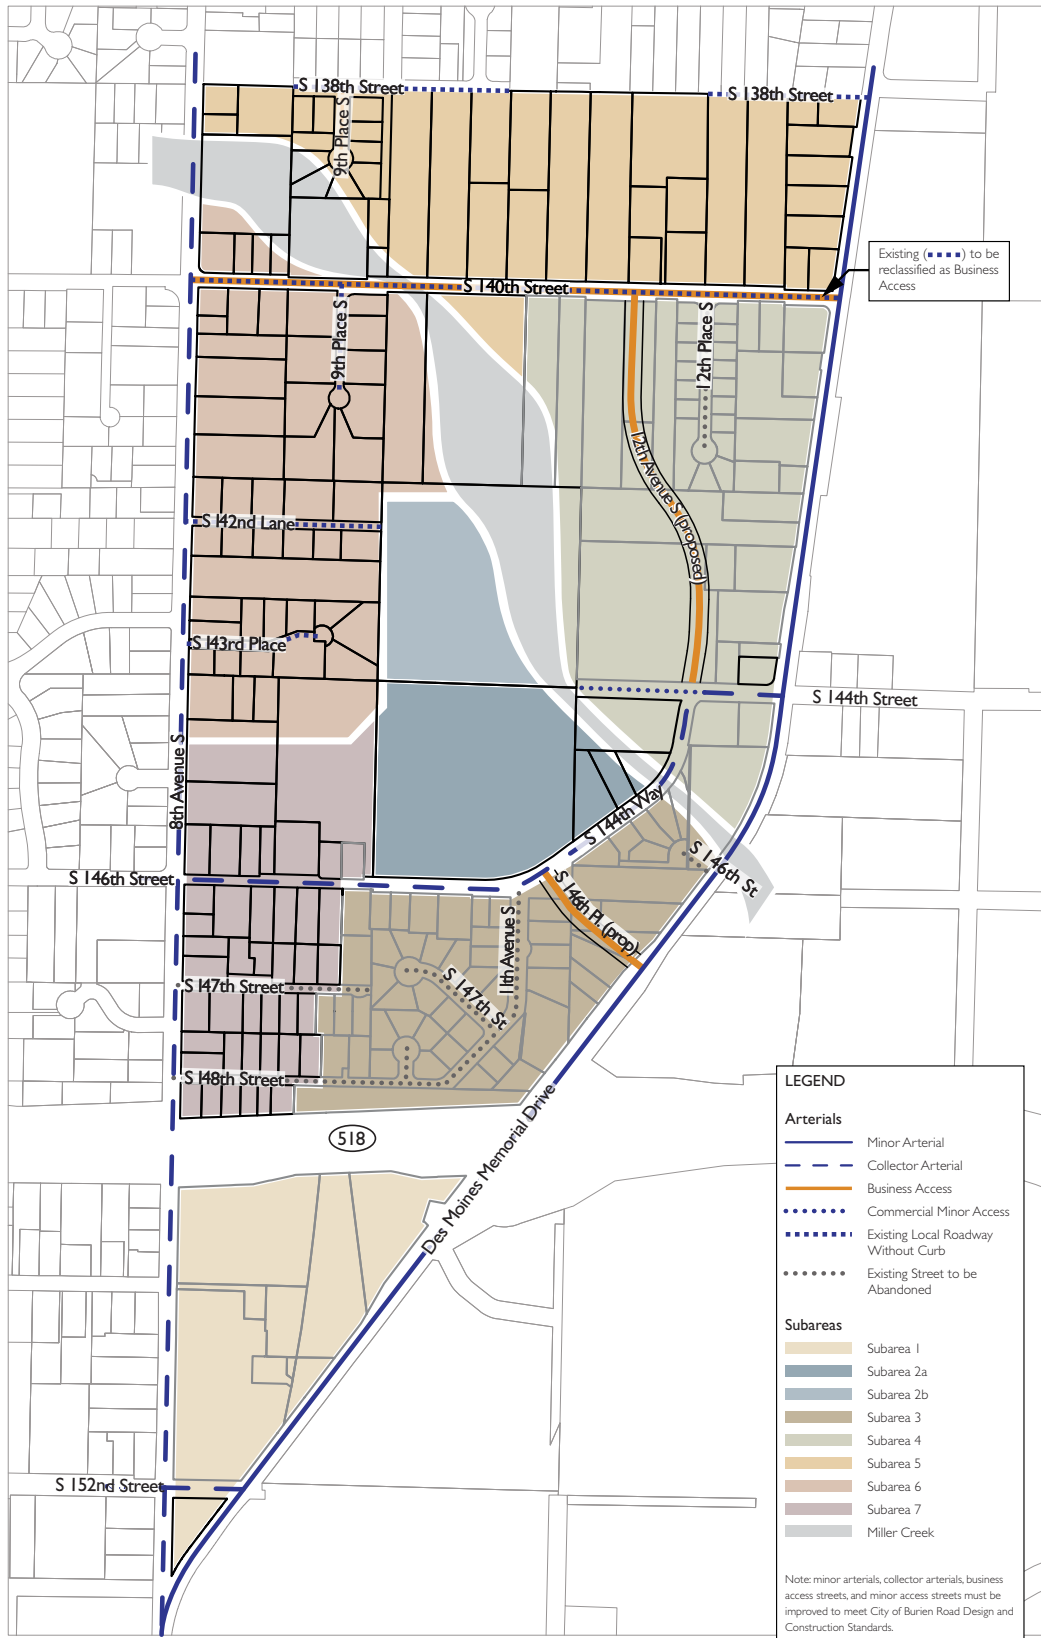 S 138th Street
S 138th Street
9th Place S
Existing ( ) to be
reclassified as Business
Access
S 140th Street
9th Place S
12th Place S
12th Avenue S (proposed)
S 142nd Lane
S 143rd Place
S 144th Street
8th Avenue S
S 144th Way
S 146th St
S 146th Street
S 146th Pl. (prop)
11th Avenue S
S 147th Street
S 147th St
S 148th Street
518
Des Moines Memorial Drive
S 152nd Street
LEGEND
Arterials
Minor Arterial
Collector Arterial
Business Access
Commercial Minor Access
Existing Local Roadway
Without Curb
Existing Street to be
Abandoned
Subareas
Subarea 1
Subarea 2a
Subarea 2b
Subarea 3
Subarea 4
Subarea 5
Subarea 6
Subarea 7
Miller Creek
Note: minor arterials, collector arterials, business
access streets, and minor access streets must be
improved to meet City of Burien Road Design and
Construction Standards.